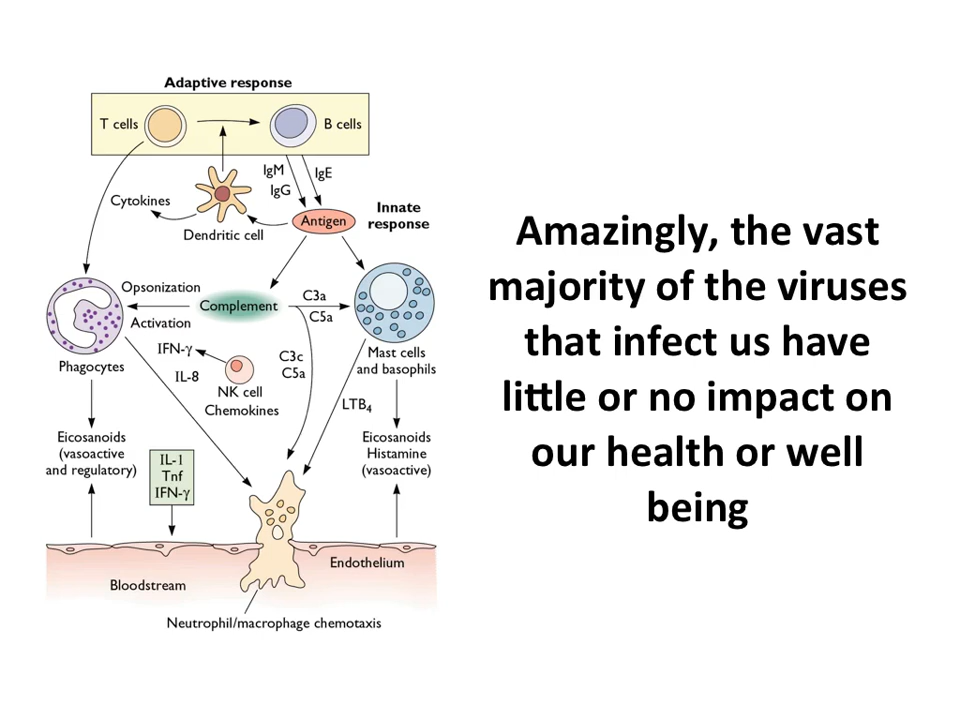 Adaptive response
T cells
B cells
IgM
IgE
IgG
Cytokines
Innate
response
Antigen
Dendritic cell
Opsonization
Complement
C3a
C5a
Activation
IFN-γ
Mast cells
and basophils
Phagocytes
C3c
C5a
IL-8
NK cell
Chemokines
LTB4
Eicosanoids
(vasoactive
and regulatory)
IL-1
Tnf
IFN-γ
Eicosanoids
Histamine
(vasoactive)
Endothelium
Bloodstream
Neutrophil/macrophage chemotaxis
Amazingly, the vast
majority of the viruses
that infect us have
little or no impact on
our health or well
being